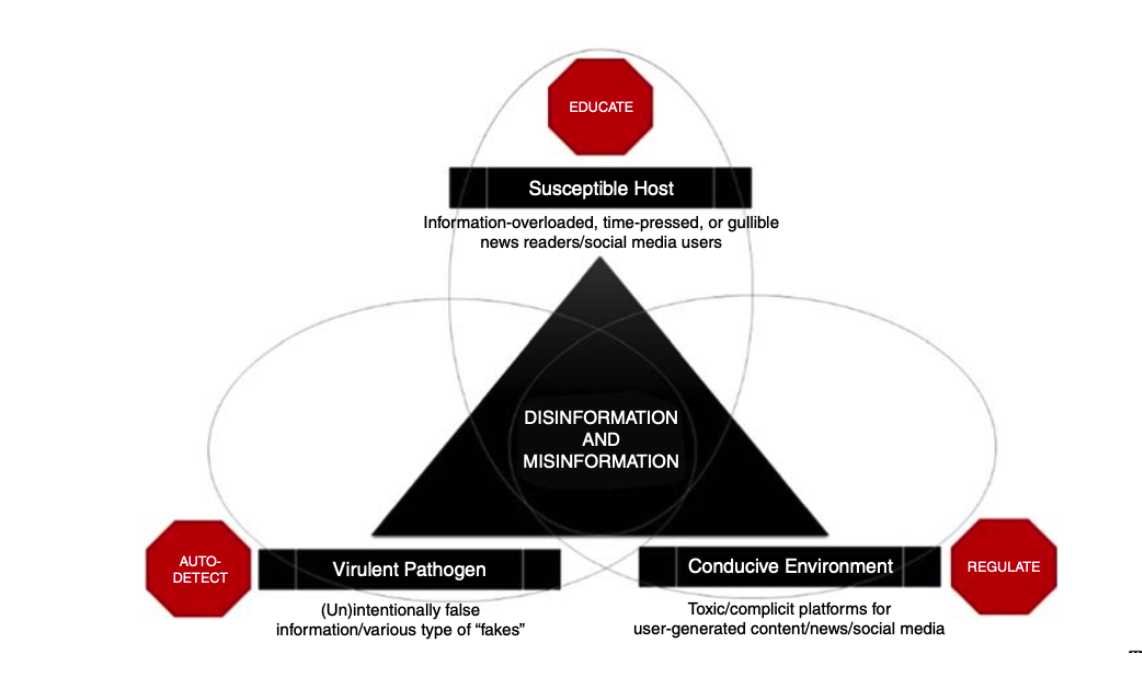 EDUCATE
Susceptible Host
Information-overloaded, time-pressed, or gullible
news readers/social media users
DISINFORMATION
AND
MISINFORMATION
AUTO-
DETECT
Virulent Pathogen
(Un)intentionally false
information/various type of “fakes”
Conducive Environment
REGULATE
Toxic/complicit platforms for
user-generated content/news/social media